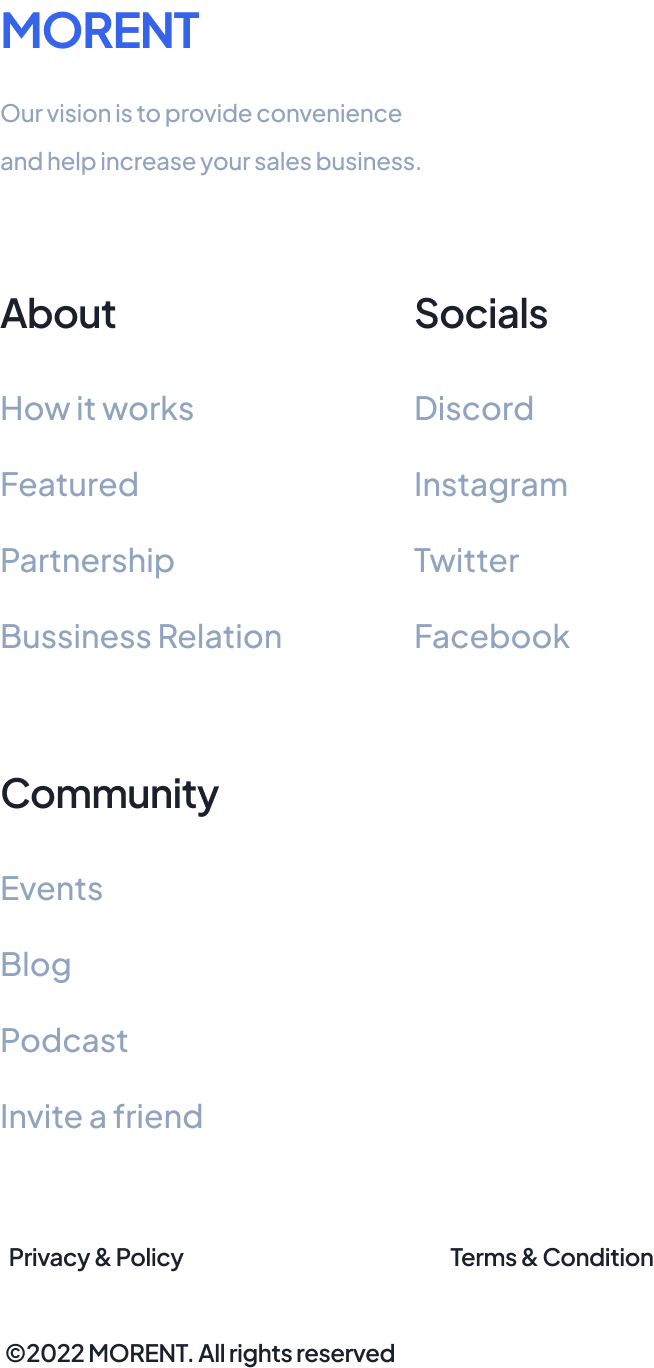 MORENT
Our vision is to provide convenience
and help increase your sales business.
About
How it works
Featured
Partnership
Bussiness Relation
Socials
Discord
Instagram
Twitter
Facebook
Community
Events
Blog
Podcast
Invite a friend
Privacy & Policy
Terms & Condition
©2022 MORENT. All rights reserved